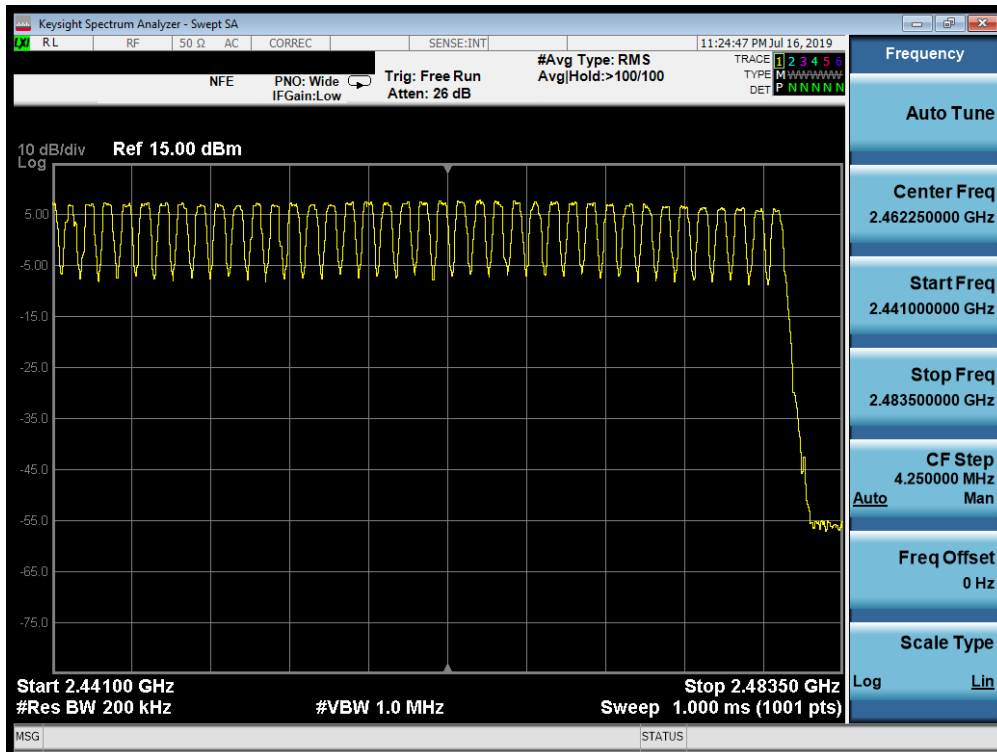 Keysight Spectrum Analyzer - Swept SA
LXI RL RF 50 Ω AC CORREC SENSE:INT 11:24:47 PM Jul 16, 2019
NFE PNO: Wide Trig: Free Run #Avg Type: RMS TRACE 1 2 3 4 5 6
IFGain:Low Atten: 26 dB Avg|Hold:>100/100 TYPE M WWWWW
DET P N N N N N
10 dB/div Ref 15.00 dBm
Log
5.00
-5.00
-15.0
-25.0
-35.0
-45.0
-55.0
-65.0
-75.0
Start 2.44100 GHz Stop 2.48350 GHz
#Res BW 200 kHz #VBW 1.0 MHz Sweep 1.000 ms (1001 pts)
MSG STATUS
Frequency
Auto Tune
Center Freq
2.462250000 GHz
Start Freq
2.441000000 GHz
Stop Freq
2.483500000 GHz
CF Step
4.250000 MHz
Auto Man
Freq Offset
0 Hz
Scale Type
Log Lin